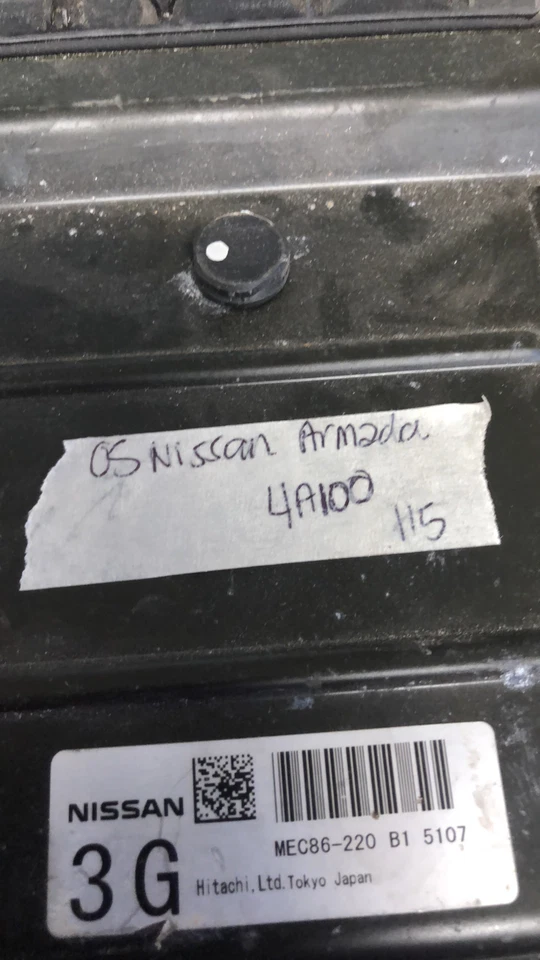 05 Nissan Armada
4A100
115
NISSAN
MEC86-220 B1 5107
3G
Hitachi,Ltd.Tokyo Japan